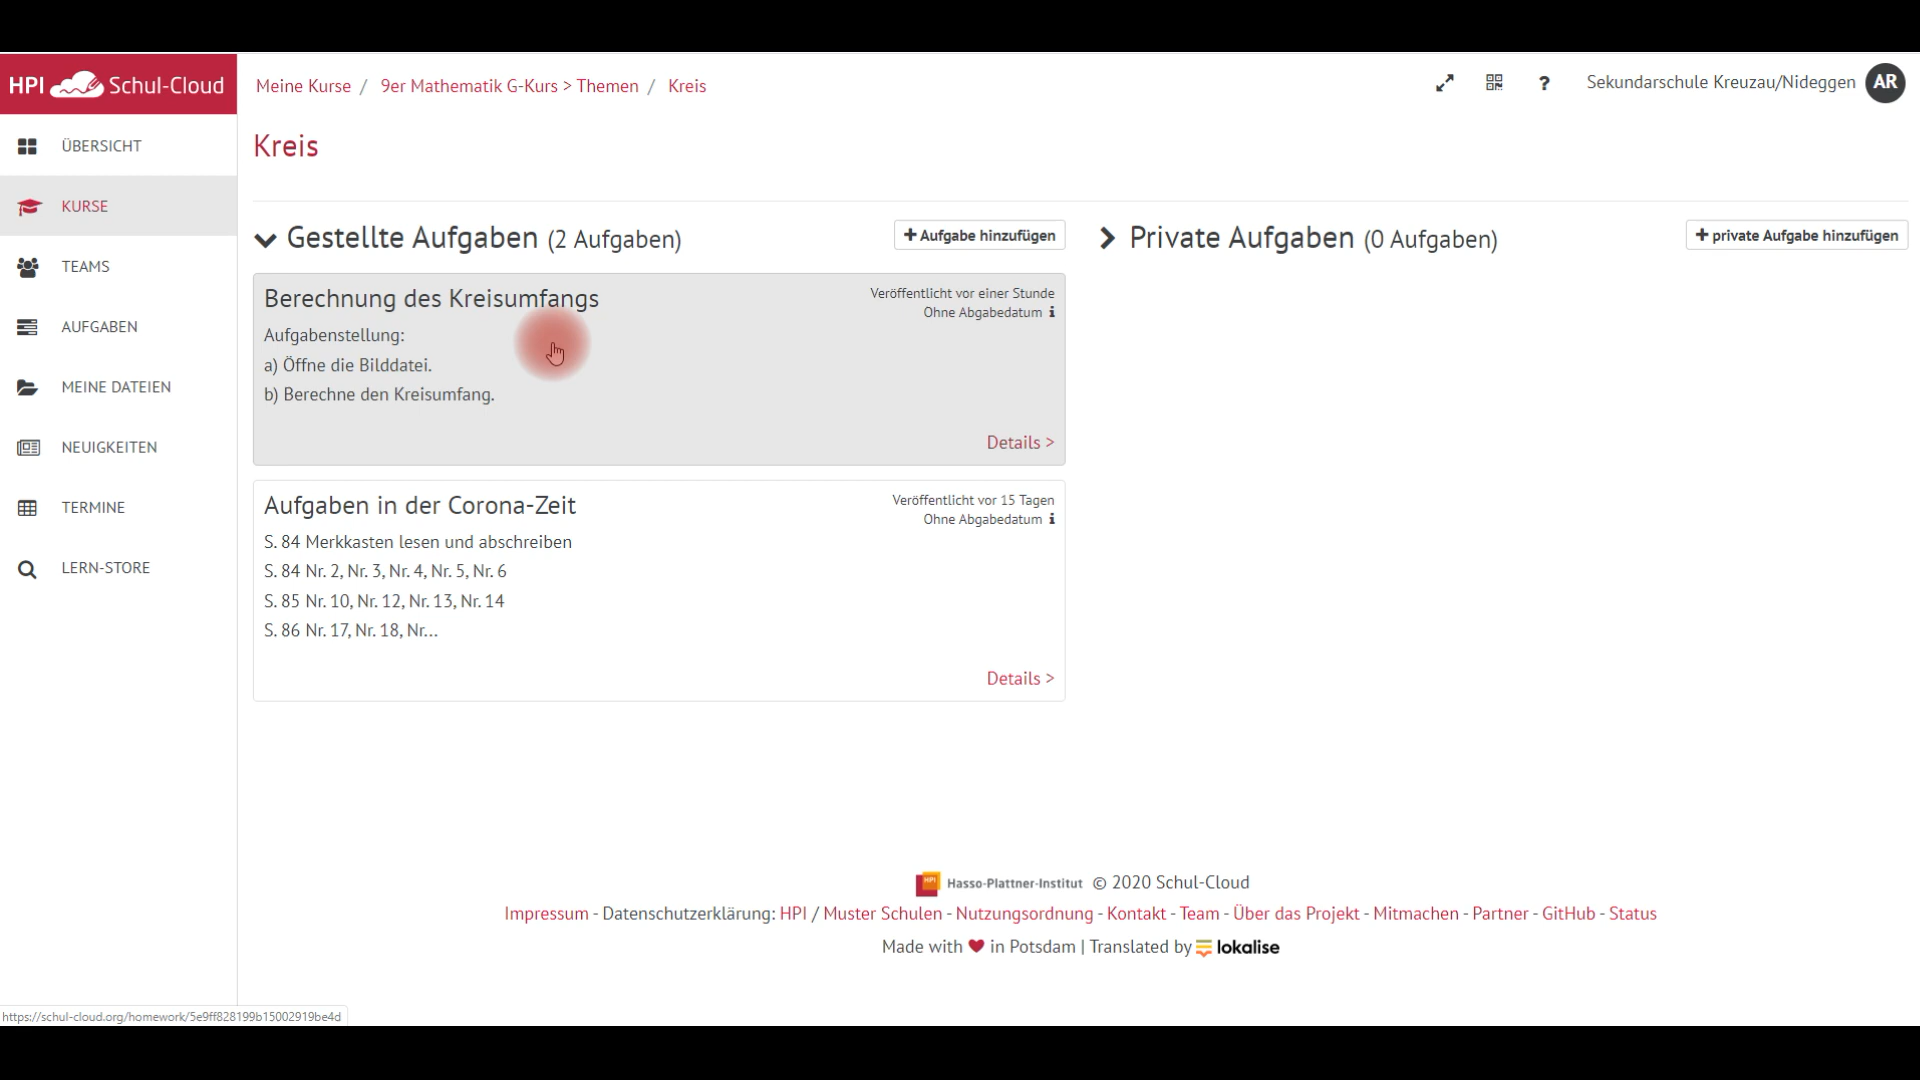 HPI Schul-Cloud
Meine Kurse / 9er Mathematik G-Kurs > Themen / Kreis
? Sekundarschule Kreuzau/Nideggen AR
ÜBERSICHT
KURSE
TEAMS
AUFGABEN
MEINE DATEIEN
NEUIGKEITEN
TERMINE
LERN-STORE
Kreis
Gestellte Aufgaben (2 Aufgaben)
+ Aufgabe hinzufügen
Berechnung des Kreisumfangs
Veröffentlicht vor einer Stunde
Ohne Abgabedatum i
Aufgabenstellung:
a) Öffne die Bilddatei.
b) Berechne den Kreisumfang.
Details >
Aufgaben in der Corona-Zeit
Veröffentlicht vor 15 Tagen
Ohne Abgabedatum i
S. 84 Merkkasten lesen und abschreiben
S. 84 Nr. 2, Nr. 3, Nr. 4, Nr. 5, Nr. 6
S. 85 Nr. 10, Nr. 12, Nr. 13, Nr. 14
S. 86 Nr. 17, Nr. 18, Nr...
Details >
Private Aufgaben (0 Aufgaben)
+ private Aufgabe hinzufügen
HPI Hasso-Plattner-Institut © 2020 Schul-Cloud
Impressum - Datenschutzerklärung: HPI / Muster Schulen - Nutzungsordnung - Kontakt - Team - Über das Projekt - Mitmachen - Partner - GitHub - Status
Made with ♥ in Potsdam | Translated by lokalise
https://schul-cloud.org/homework/5e9ff828199b15002919be4d